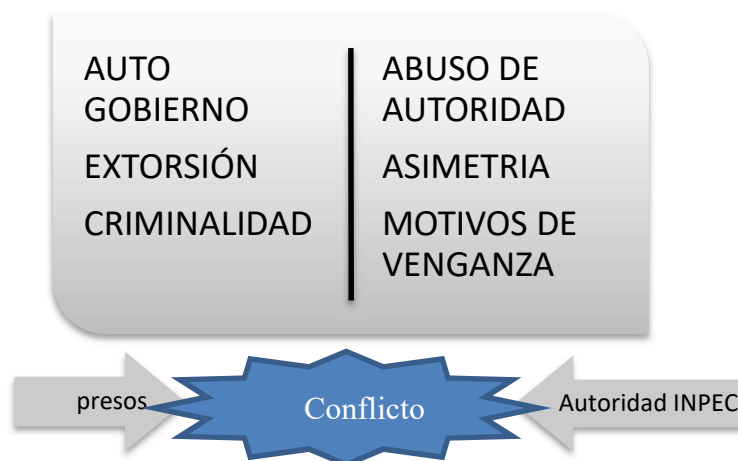 AUTO
GOBIERNO
EXTORSIÓN
CRIMINALIDAD
ABUSO DE
AUTORIDAD
ASIMETRIA
MOTIVOS DE
VENGANZA
presos
Conflicto
Autoridad INPEC